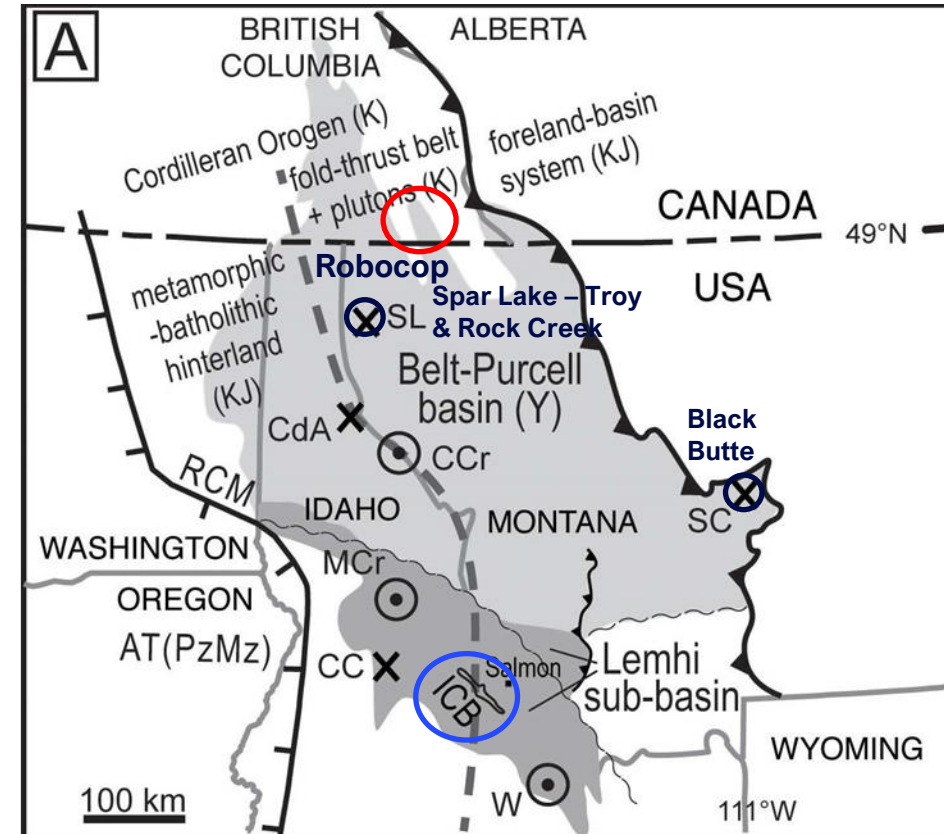 A
BRITISH
COLUMBIA
ALBERTA
Cordilleran Orogen (K)
fold-thrust belt
+ plutons (K)
foreland-basin
system (KJ)
CANADA
49°N
USA
metamorphic
-batholithic
hinterland
(KJ)
Robocop
SL
Spar Lake – Troy
& Rock Creek
Belt-Purcell
basin (Y)
CdA
CCr
Black
Butte
SC
RCM
IDAHO
MONTANA
WASHINGTON
OREGON
MCr
AT(PzMz)
CC
Salmon
ICB
Lemhi
sub-basin
WYOMING
W
111°W
100 km